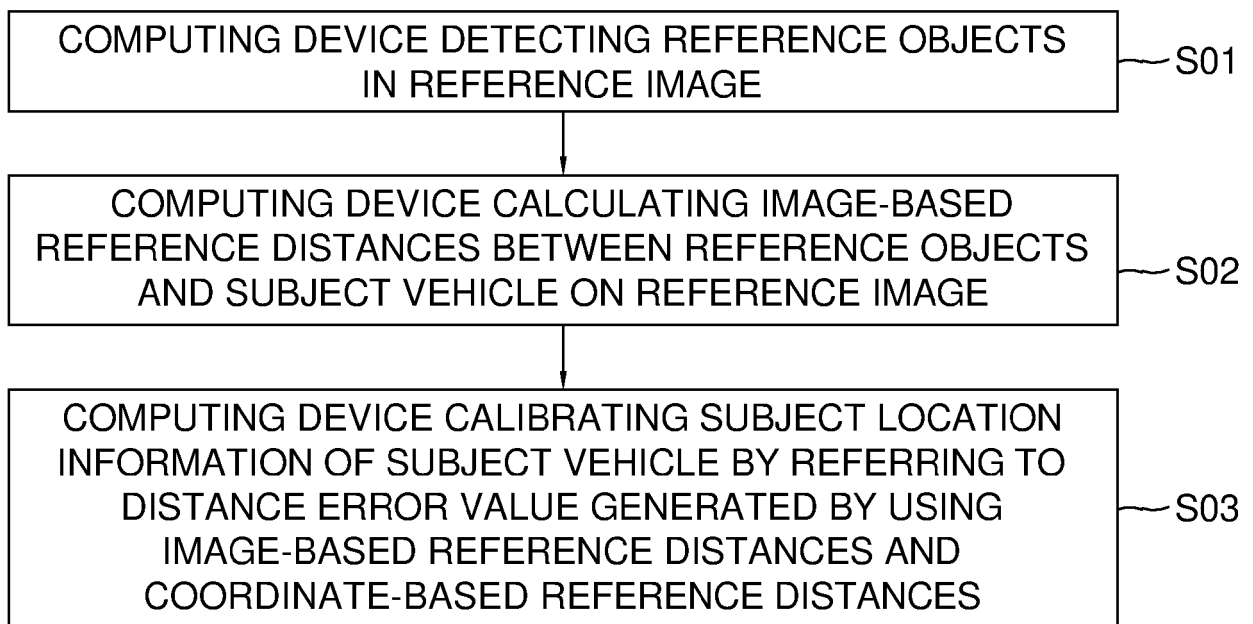 COMPUTING DEVICE DETECTING REFERENCE OBJECTS
IN REFERENCE IMAGE
S01
COMPUTING DEVICE CALCULATING IMAGE-BASED
REFERENCE DISTANCES BETWEEN REFERENCE OBJECTS
AND SUBJECT VEHICLE ON REFERENCE IMAGE
S02
COMPUTING DEVICE CALIBRATING SUBJECT LOCATION
INFORMATION OF SUBJECT VEHICLE BY REFERRING TO
DISTANCE ERROR VALUE GENERATED BY USING
IMAGE-BASED REFERENCE DISTANCES AND
COORDINATE-BASED REFERENCE DISTANCES
S03